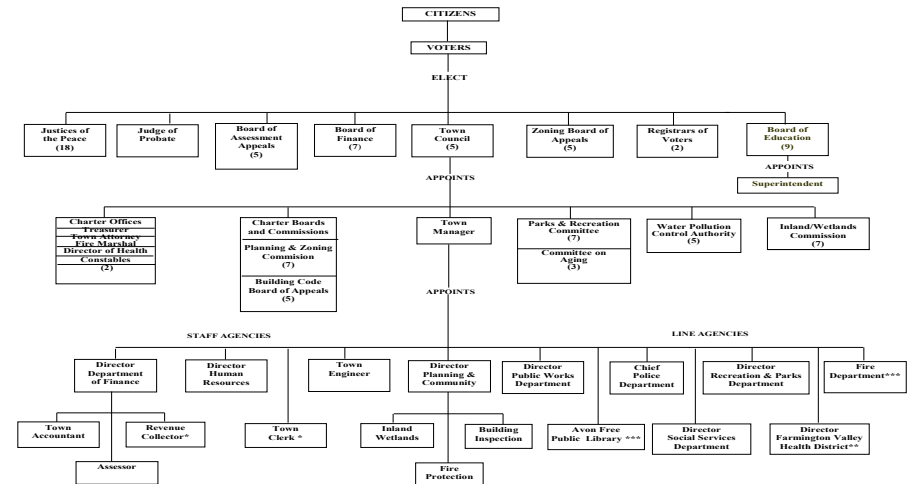 CITIZENS
VOTERS
ELECT
Justices of
the Peace
(18)
Judge of
Probate
Board of
Assessment
Appeals
(5)
Board of
Finance
(7)
Town
Council
(5)
Zoning Board of
Appeals
(5)
Registrars of
Voters
(2)
Board of
Education
(9)
APPOINTS
Superintendent
APPOINTS
Charter Offices
Treasurer
Town Attorney
Fire Marshal
Director of Health
Constables
(2)
Charter Boards
and Commissions
Planning & Zoning
Commision
(7)
Building Code
Board of Appeals
(5)
Town
Manager
Parks & Recreation
Committee
(7)
Committee on
Aging
(3)
Water Pollution
Control Authority
(5)
Inland/Wetlands
Commission
(7)
APPOINTS
STAFF AGENCIES
LINE AGENCIES
Director
Department
of Finance
Director
Human
Resources
Town
Engineer
Director
Planning &
Community
Director
Public Works
Department
Chief
Police
Department
Director
Recreation & Parks
Department
Fire
Department***
Town
Accountant
Revenue
Collector*
Town
Clerk *
Inland
Wetlands
Building
Inspection
Avon Free
Public Library ***
Director
Social Services
Department
Director
Farmington Valley
Health District**
Assessor
Fire
Protection